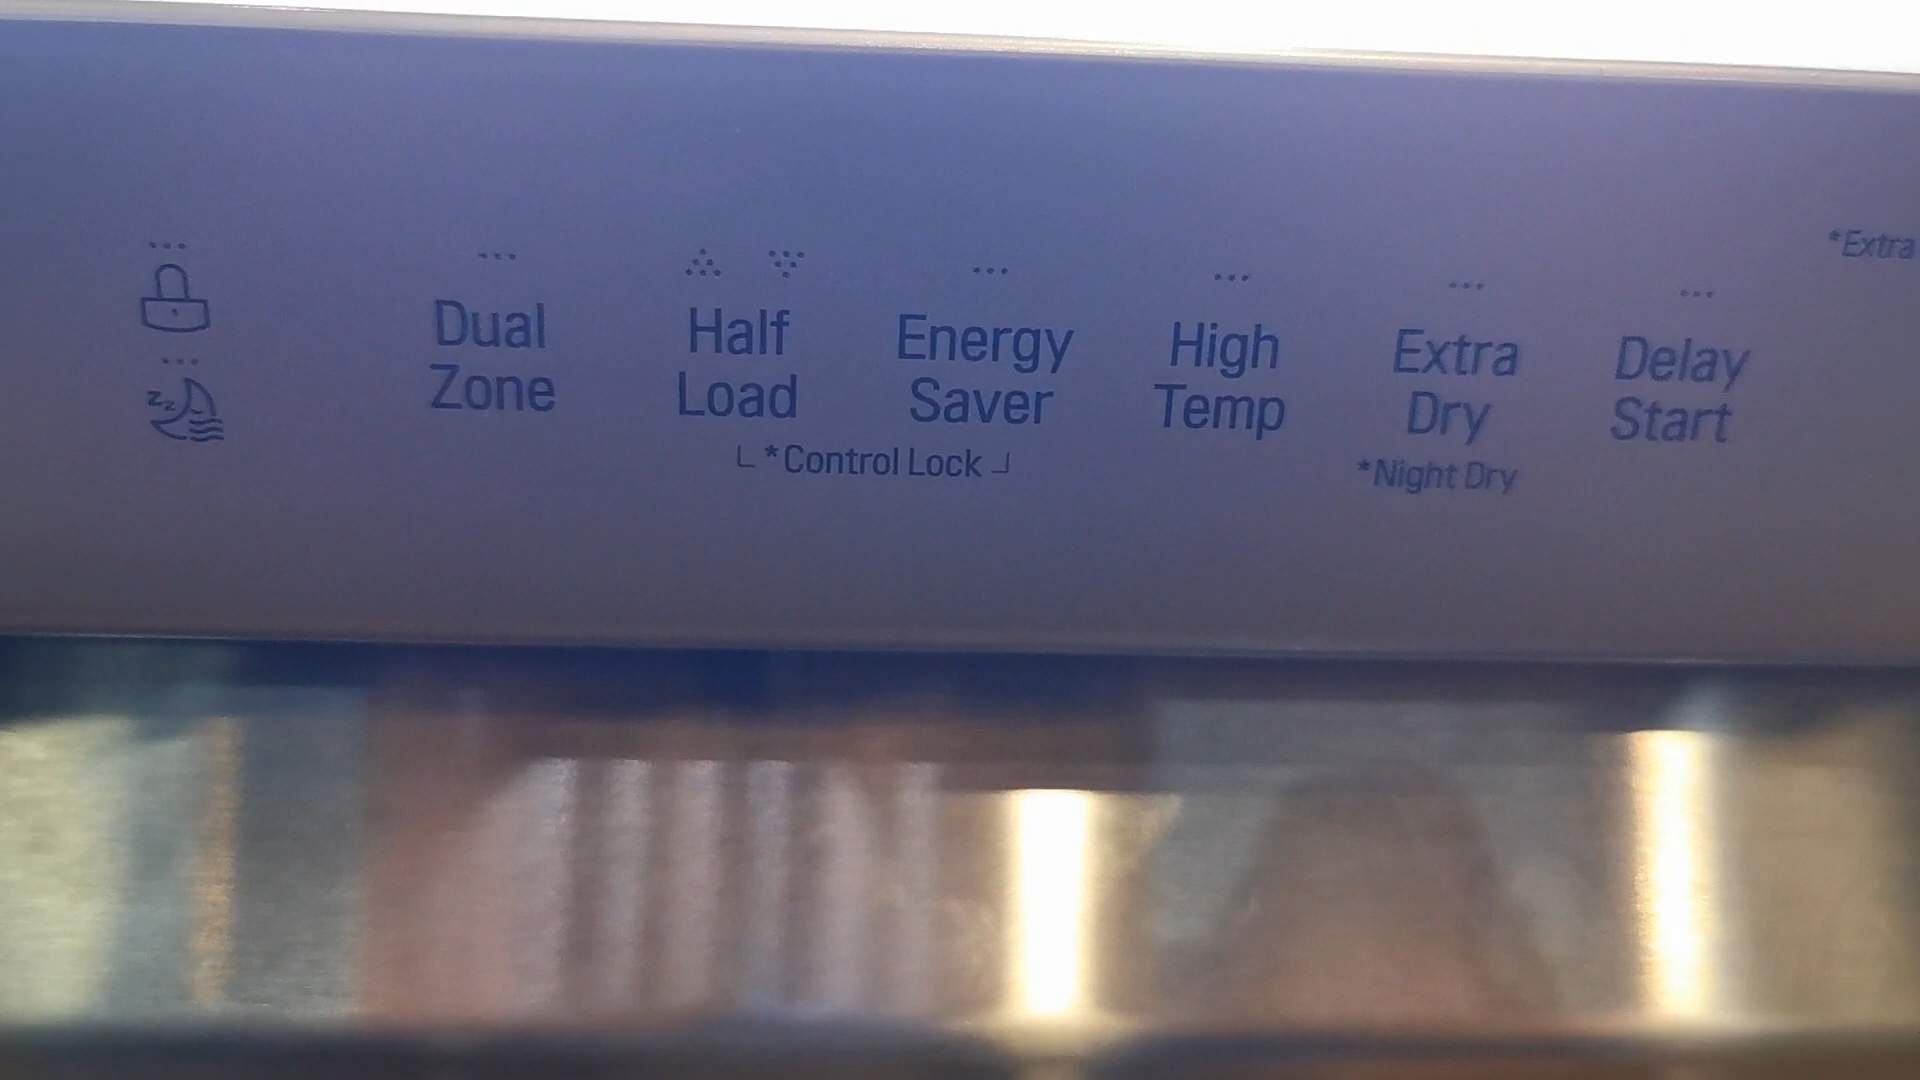 *Extra
Dual
Zone
Half
Load
Energy
Saver
*Control Lock
High
Temp
Extra
Dry
*Night Dry
Delay
Start